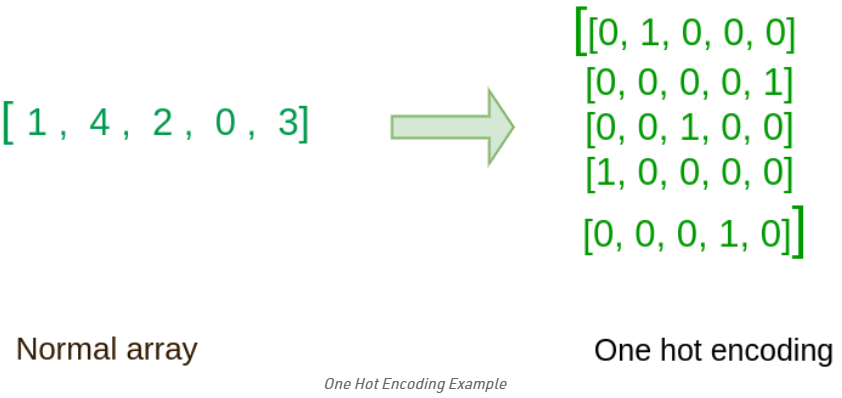 [[0, 1, 0, 0, 0]
[0, 0, 0, 0, 1]
[ 1 , 4 , 2 , 0 , 3]
[0, 0, 1, 0, 0]
[1, 0, 0, 0, 0]
[0, 0, 0, 1, 0]]
Normal array
One hot encoding
One Hot Encoding Example